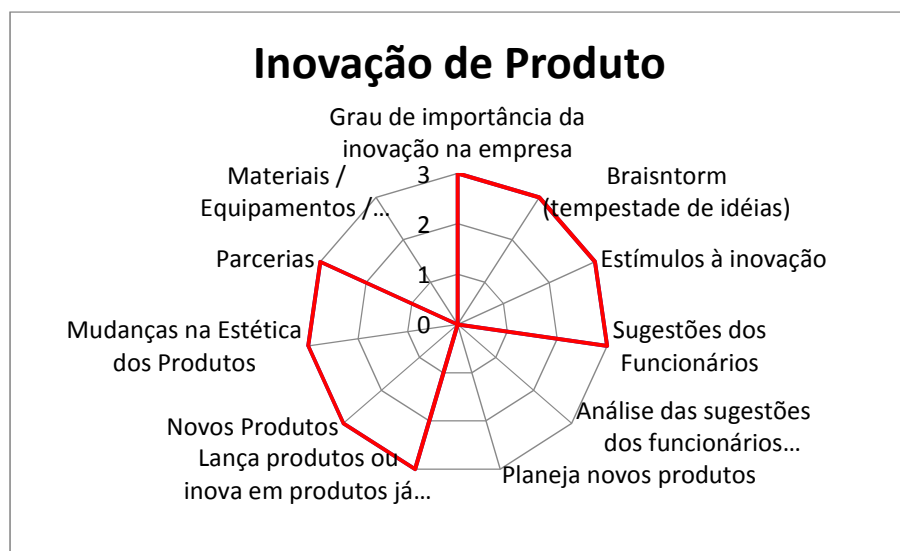 Inovação de Produto
Grau de importância da
inovação na empresa
Braisntorm
(tempestade de idéias)
Estímulos à inovação
Sugestões dos
Funcionários
Análise das sugestões
dos funcionários...
Planeja novos produtos
Lança produtos ou
inova em produtos já...
Novos Produtos
Mudanças na Estética
dos Produtos
Parcerias
Materiais /
Equipamentos /...
3
2
1
0